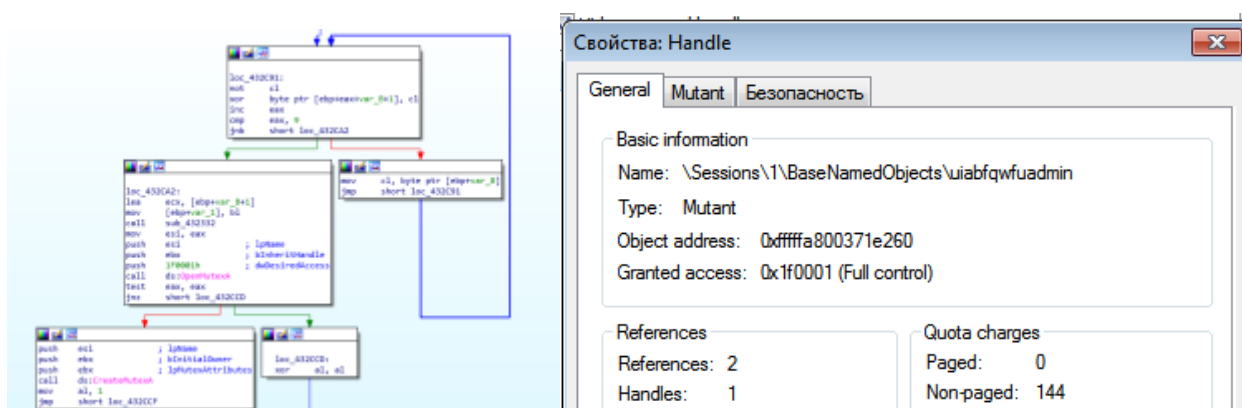 loc_432C91:
not cl
xor byte ptr [ebp+eax+var_8+1], cl
inc eax
cmp eax, 9
jnb short loc_432CA2
mov cl, byte ptr [ebp+var_8]
jmp short loc_432C91
loc_432CA2:
lea ecx, [ebp+var_8+1]
mov [ebp+var_1], bl
call sub_432332
mov esi, eax
push esi ; lpName
push ebx ; bInheritHandle
push 1F0001h ; dwDesiredAccess
call ds:OpenMutexA
test eax, eax
jnz short loc_432CCD
push esi ; lpName
push ebx ; bInitialOwner
push ebx ; lpMutexAttributes
call ds:CreateMutexA
mov al, 1
jmp short loc_432CCF
loc_432CCD:
xor al, al
Свойства: Handle
General Mutant Безопасность
Basic information
Name: \Sessions\1\BaseNamedObjects\uiabfqwfuadmin
Type: Mutant
Object address: 0xfffffa800371e260
Granted access: 0x1f0001 (Full control)
References
References: 2
Handles: 1
Quota charges
Paged: 0
Non-paged: 144